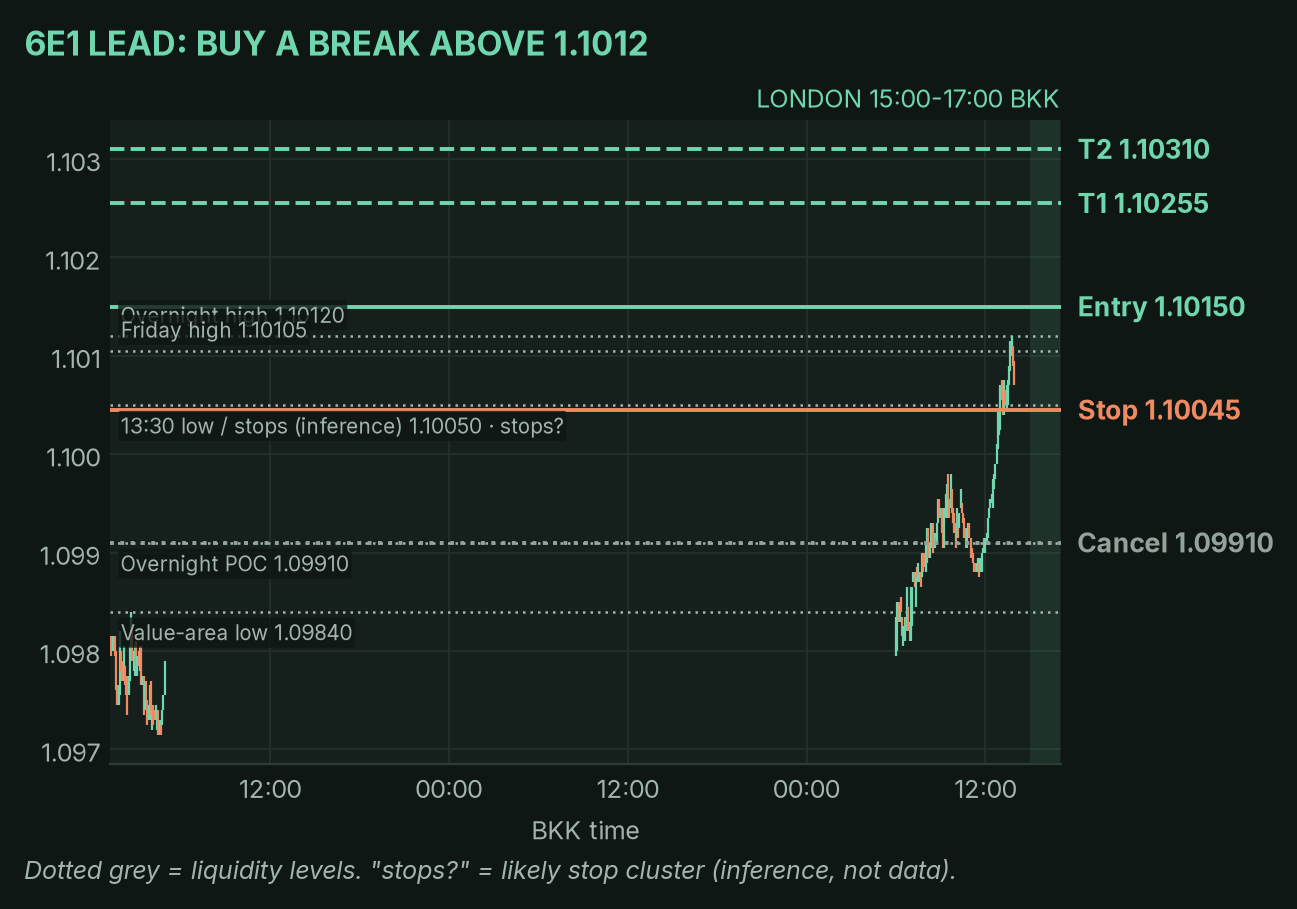 6E1 LEAD: BUY A BREAK ABOVE 1.1012
LONDON 15:00-17:00 BKK
1.103
T2 1.10310
T1 1.10255
1.102
Overnight high 1.10120
Entry 1.10150
Friday high 1.10105
1.101
Stop 1.10045
13:30 low / stops (inference) 1.10050 · stops?
1.100
1.099
Cancel 1.09910
Overnight POC 1.09910
Value-area low 1.09840
1.098
1.097
12:00 00:00 12:00 00:00 12:00
BKK time
Dotted grey = liquidity levels. "stops?" = likely stop cluster (inference, not data).